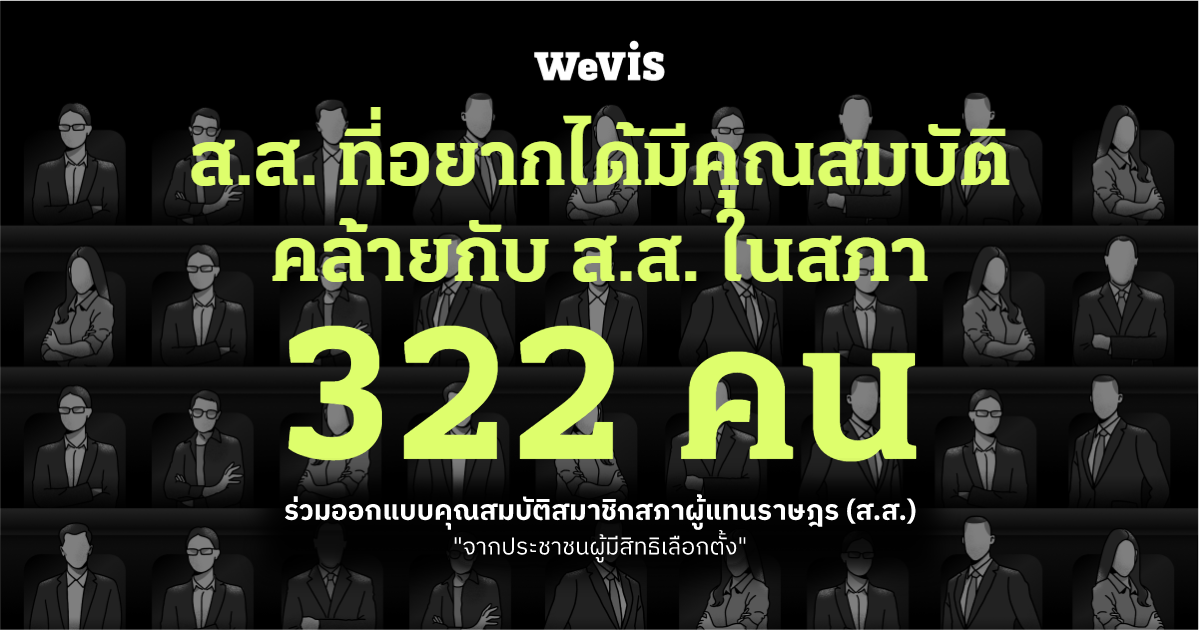 WeVIS
ส.ส. ที่อยากได้มีคุณสมบัติ
คล้ายกับ ส.ส. ในสภา
322 คน
ร่วมออกแบบคุณสมบัติสมาชิกสภาผู้แทนราษฎร (ส.ส.)
"จากประชาชนผู้มีสิทธิเลือกตั้ง"